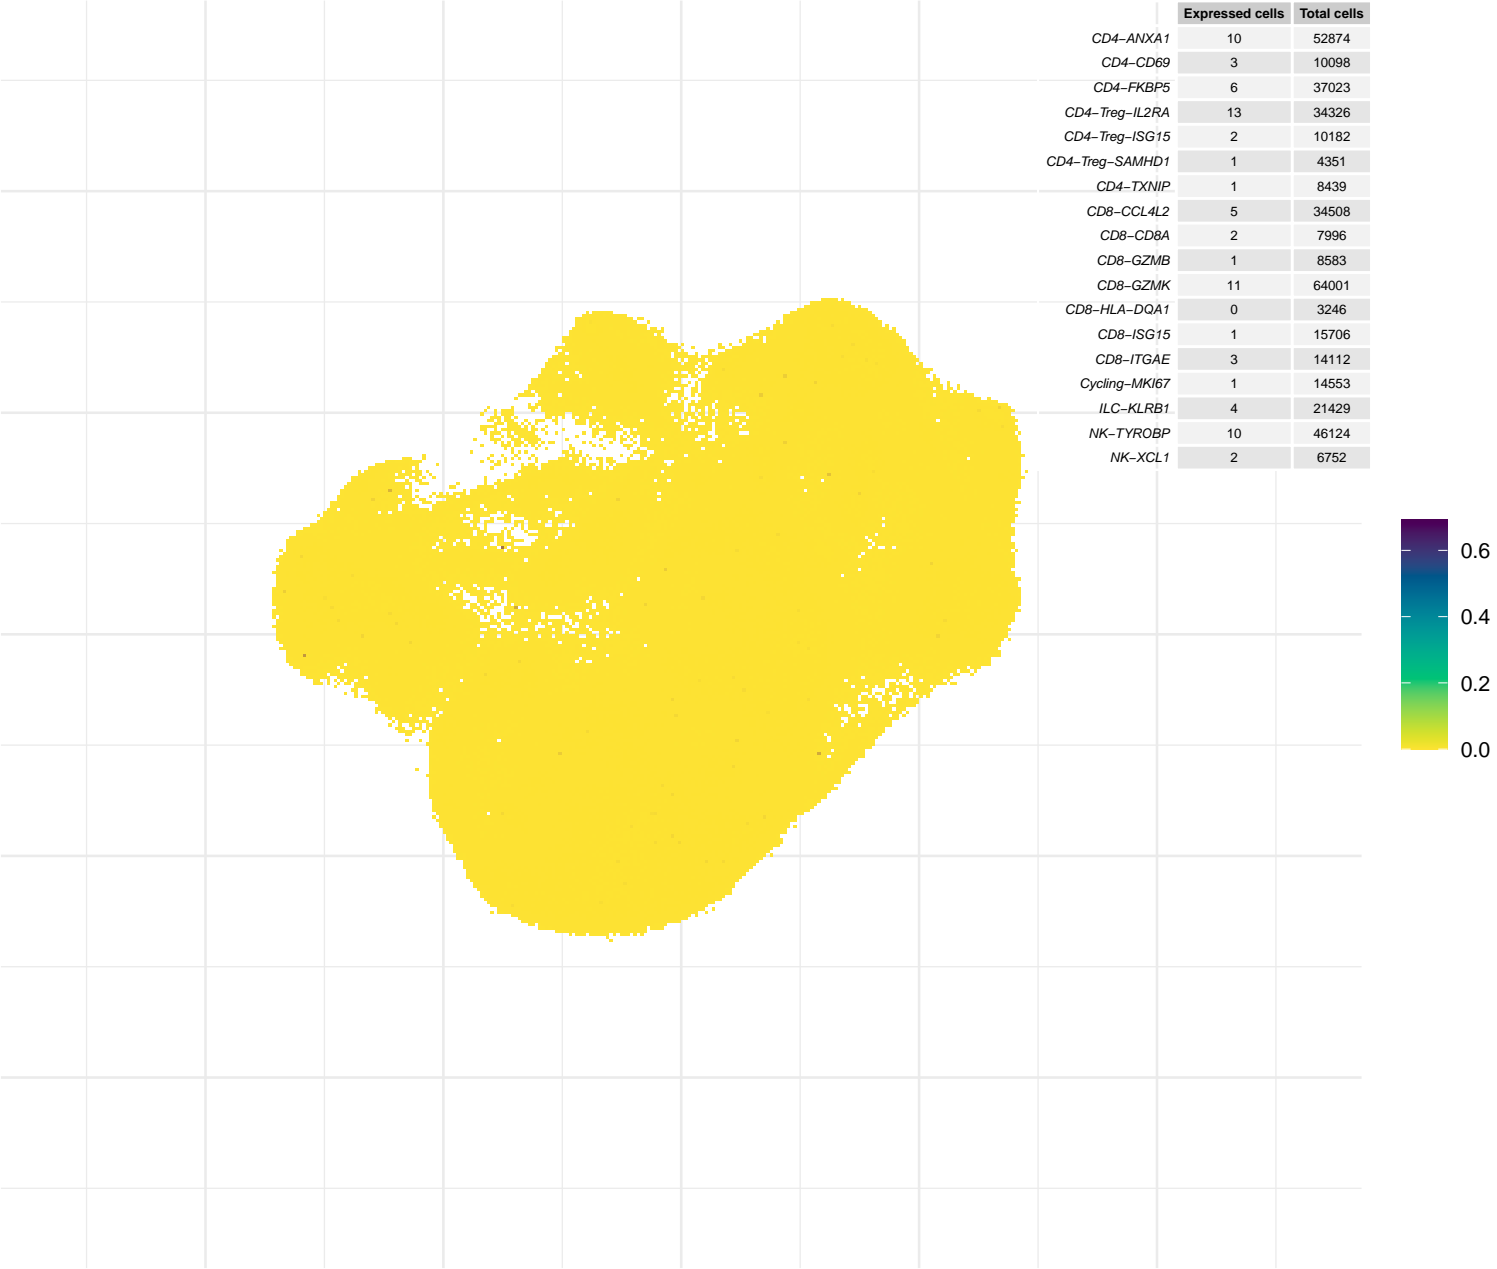 Expressed cells Total cells
CD4−ANXA1 10 52874
CD4−CD69 3 10098
CD4−FKBP5 6 37023
CD4−Treg−IL2RA 13 34326
CD4−Treg−ISG15 2 10182
CD4−Treg−SAMHD1 1 4351
CD4−TXNIP 1 8439
CD8−CCL4L2 5 34508
CD8−CD8A 2 7996
CD8−GZMB 1 8583
CD8−GZMK 11 64001
CD8−HLA−DQA1 0 3246
CD8−ISG15 1 15706
CD8−ITGAE 3 14112
Cycling−MKI67 1 14553
ILC−KLRB1 4 21429
NK−TYROBP 10 46124
NK−XCL1 2 6752
0.6
0.4
0.2
0.0